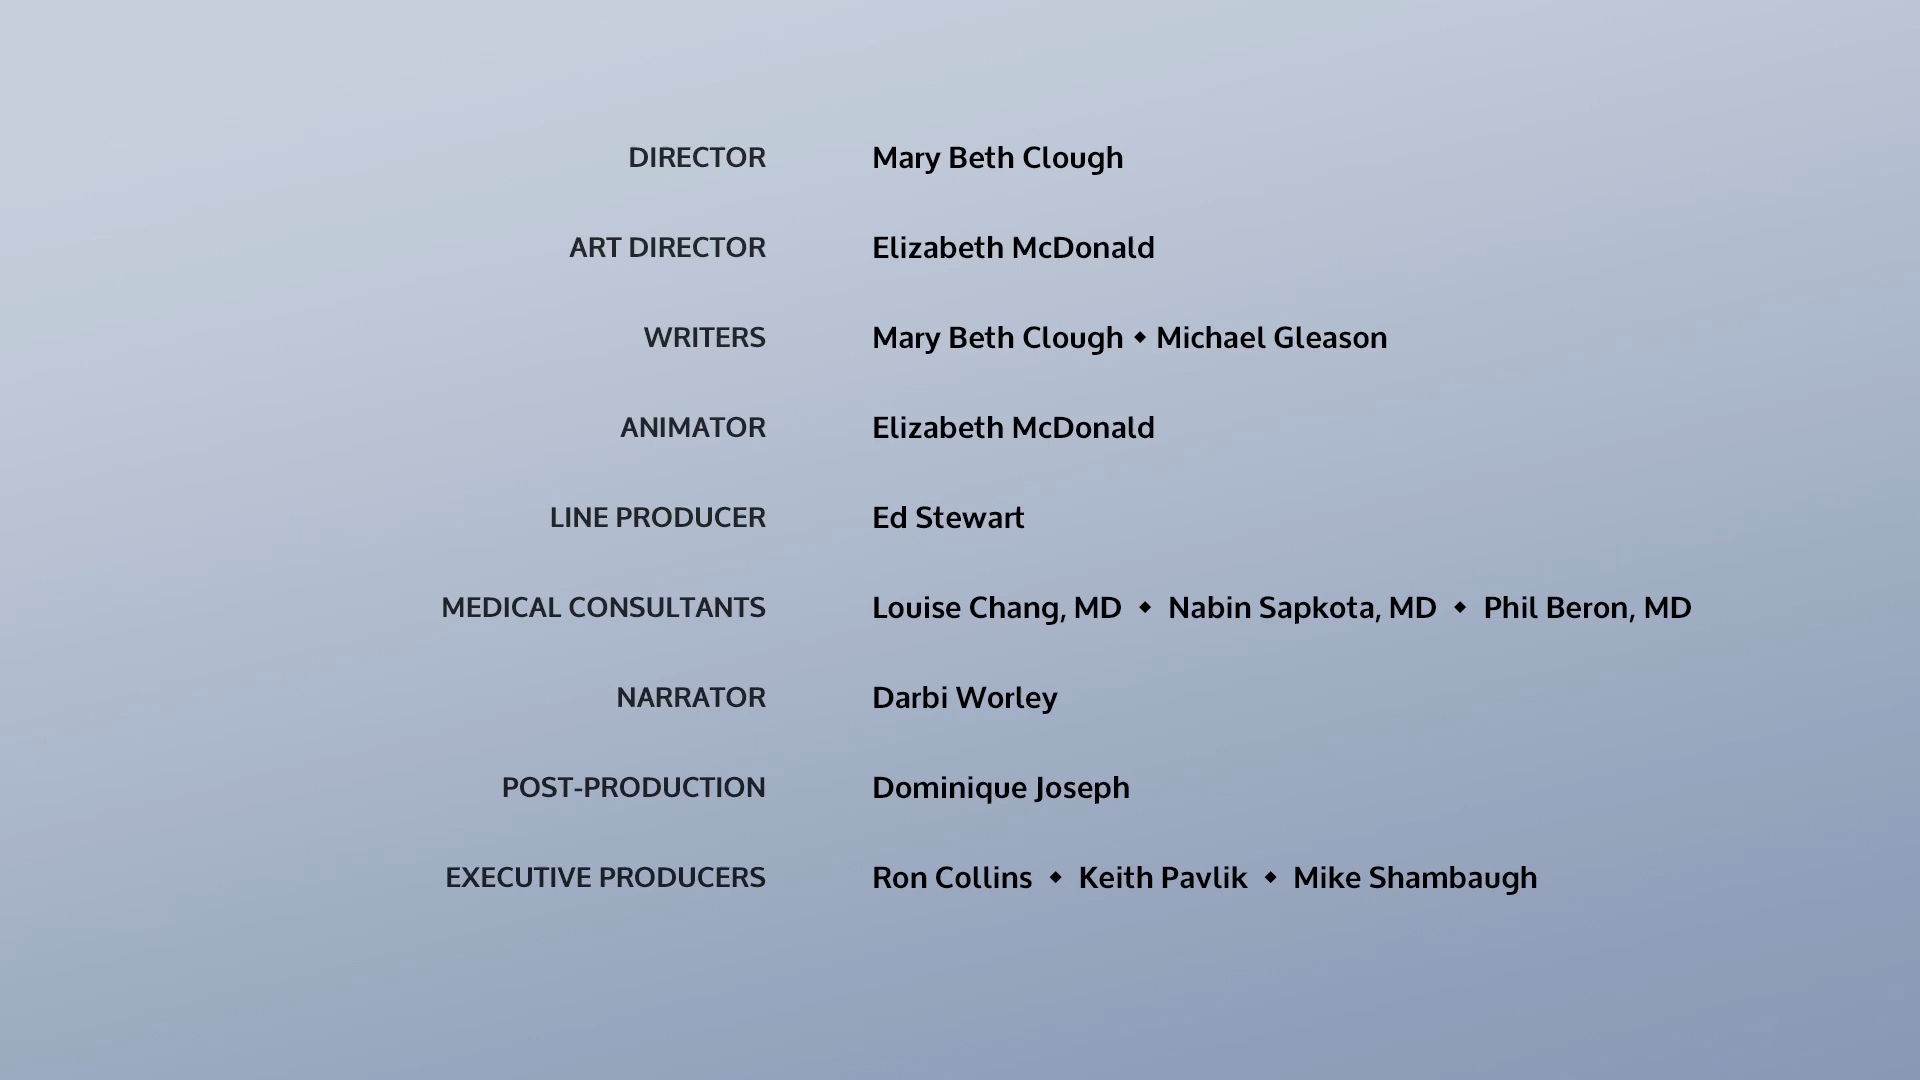 DIRECTOR Mary Beth Clough
ART DIRECTOR Elizabeth McDonald
WRITERS Mary Beth Clough ◆ Michael Gleason
ANIMATOR Elizabeth McDonald
LINE PRODUCER Ed Stewart
MEDICAL CONSULTANTS Louise Chang, MD ◆ Nabin Sapkota, MD ◆ Phil Beron, MD
NARRATOR Darbi Worley
POST-PRODUCTION Dominique Joseph
EXECUTIVE PRODUCERS Ron Collins ◆ Keith Pavlik ◆ Mike Shambaugh